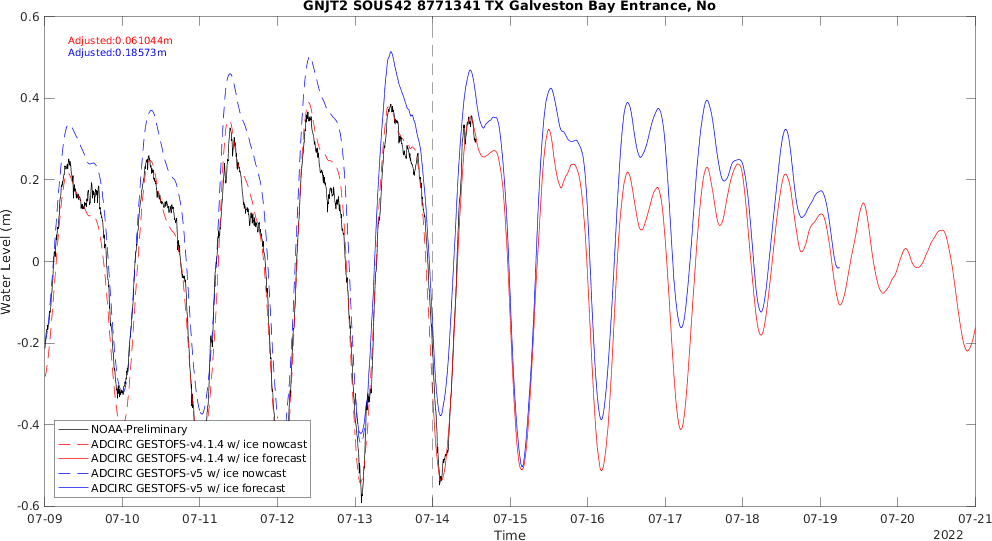 GNJT2 SOUS42 8771341 TX Galveston Bay Entrance, No
Adjusted:0.061044m
Adjusted:0.18573m
0.6
0.4
0.2
0
-0.2
-0.4
-0.6
Water Level (m)
NOAA-Preliminary
ADCIRC GESTOFS-v4.1.4 w/ ice nowcast
ADCIRC GESTOFS-v4.1.4 w/ ice forecast
ADCIRC GESTOFS-v5 w/ ice nowcast
ADCIRC GESTOFS-v5 w/ ice forecast
07-09 07-10 07-11 07-12 07-13 07-14 07-15 07-16 07-17 07-18 07-19 07-20 07-21
Time
2022